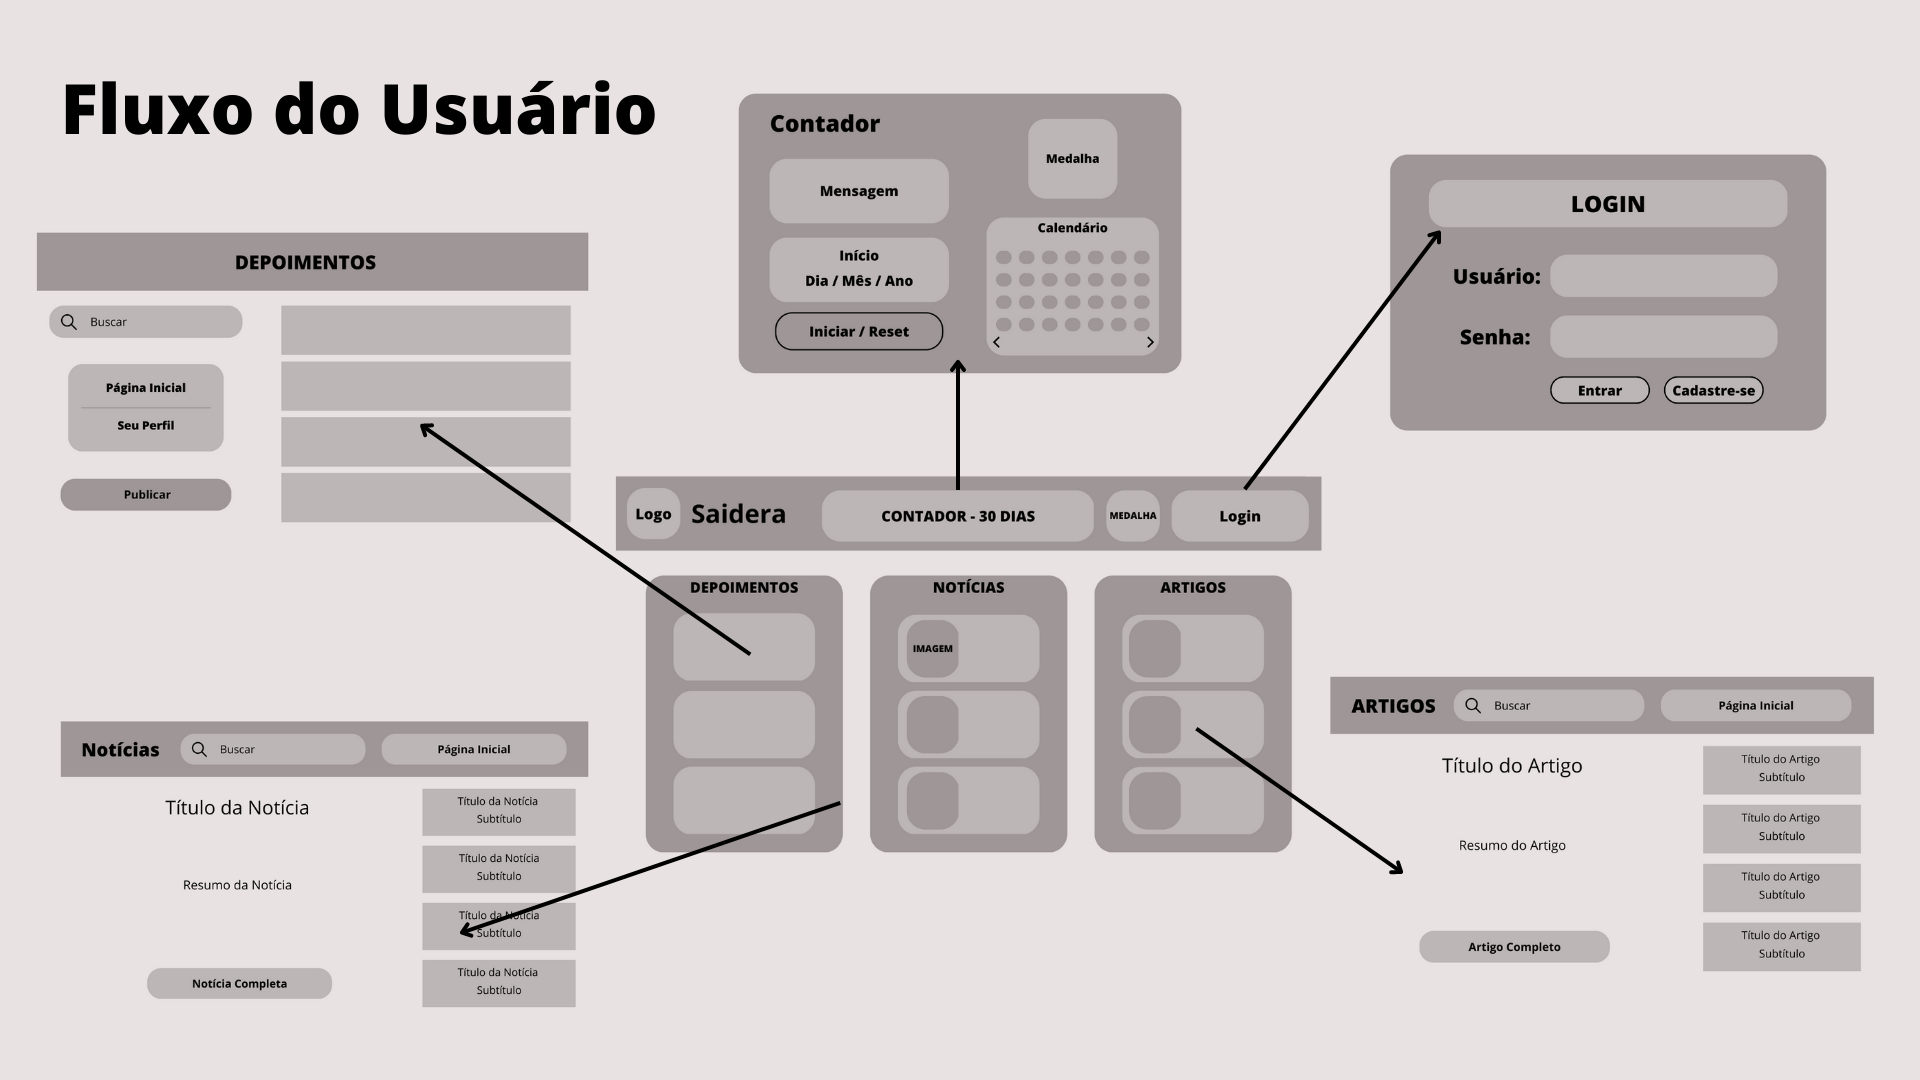 Fluxo do Usuário
Contador
Medalha
Mensagem
Calendário
Início
Dia / Mês / Ano
Iniciar / Reset
LOGIN
Usuário:
Senha:
Entrar
Cadastre-se
DEPOIMENTOS
Buscar
Página Inicial
Seu Perfil
Publicar
Logo
Saidera
CONTADOR - 30 DIAS
MEDALHA
Login
DEPOIMENTOS
NOTÍCIAS
IMAGEM
ARTIGOS
Notícias
Buscar
Página Inicial
Título da Notícia
Resumo da Notícia
Notícia Completa
Título da Notícia
Subtítulo
Título da Notícia
Subtítulo
Título da Notícia
Subtítulo
Título da Notícia
Subtítulo
ARTIGOS
Buscar
Página Inicial
Título do Artigo
Resumo do Artigo
Artigo Completo
Título do Artigo
Subtítulo
Título do Artigo
Subtítulo
Título do Artigo
Subtítulo
Título do Artigo
Subtítulo